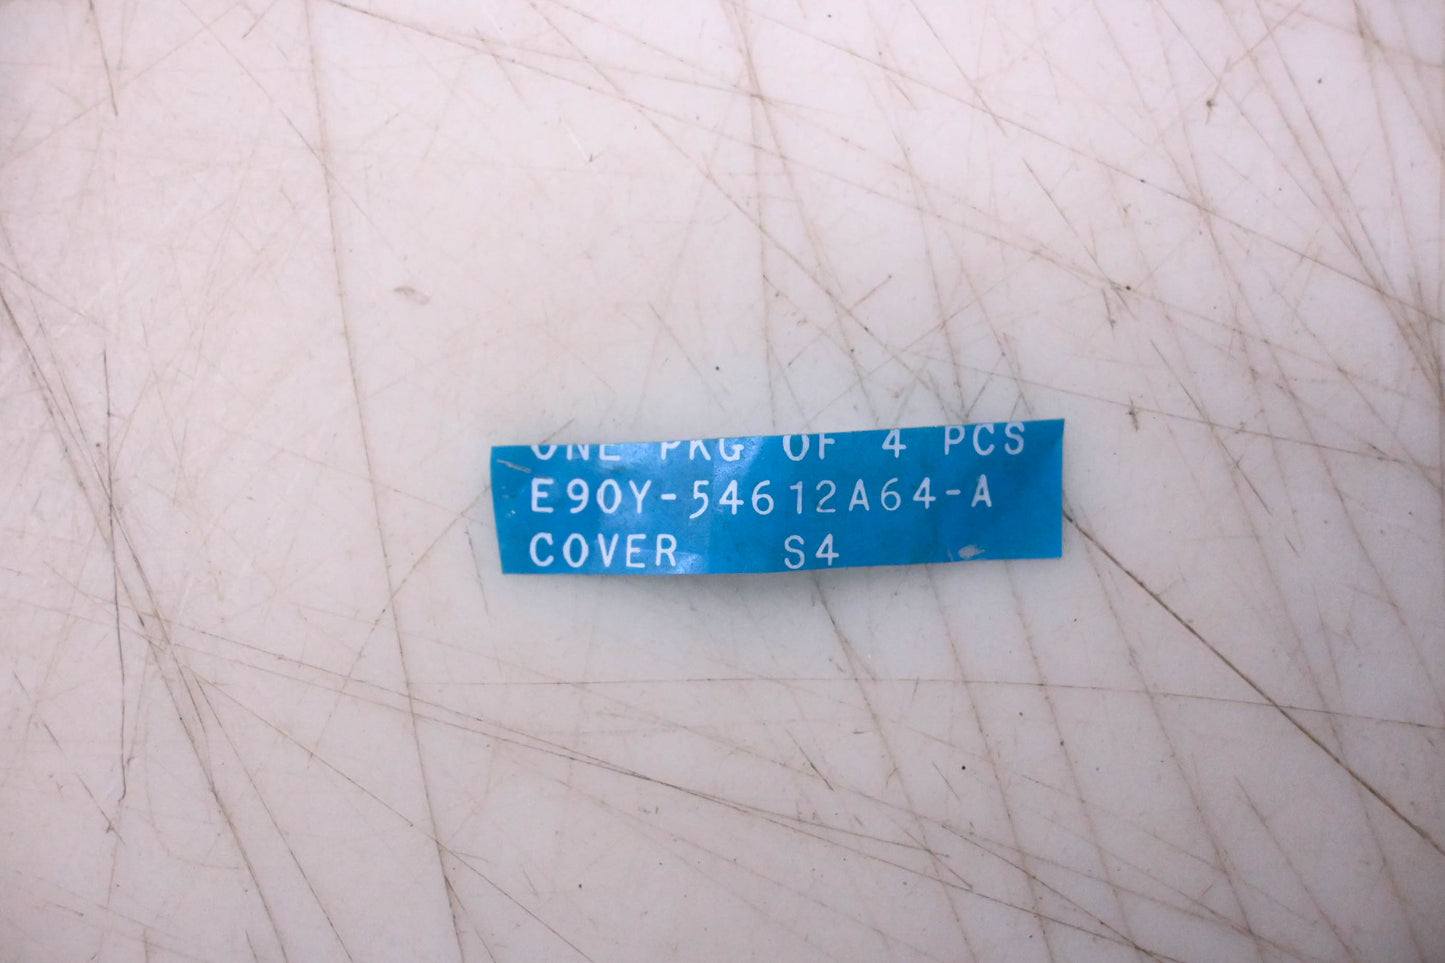 ONE PKG OF 4 PCS
E90Y-54612A64-A
COVER S4